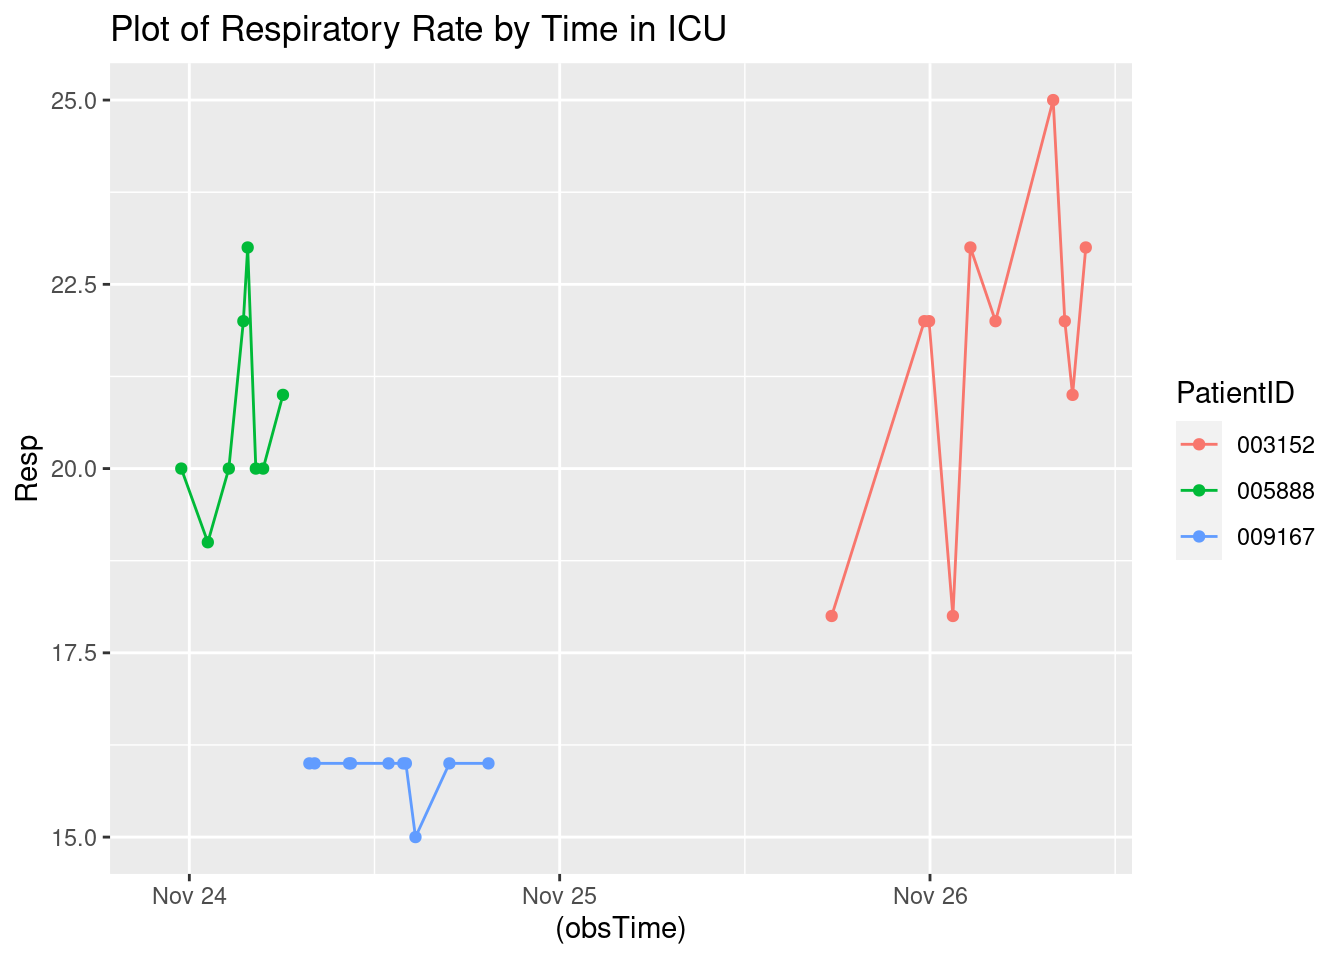 Plot of Respiratory Rate by Time in ICU
25.0
22.5
20.0
17.5
15.0
Resp
Nov 24
Nov 25
Nov 26
(obsTime)
PatientID
003152
005888
009167